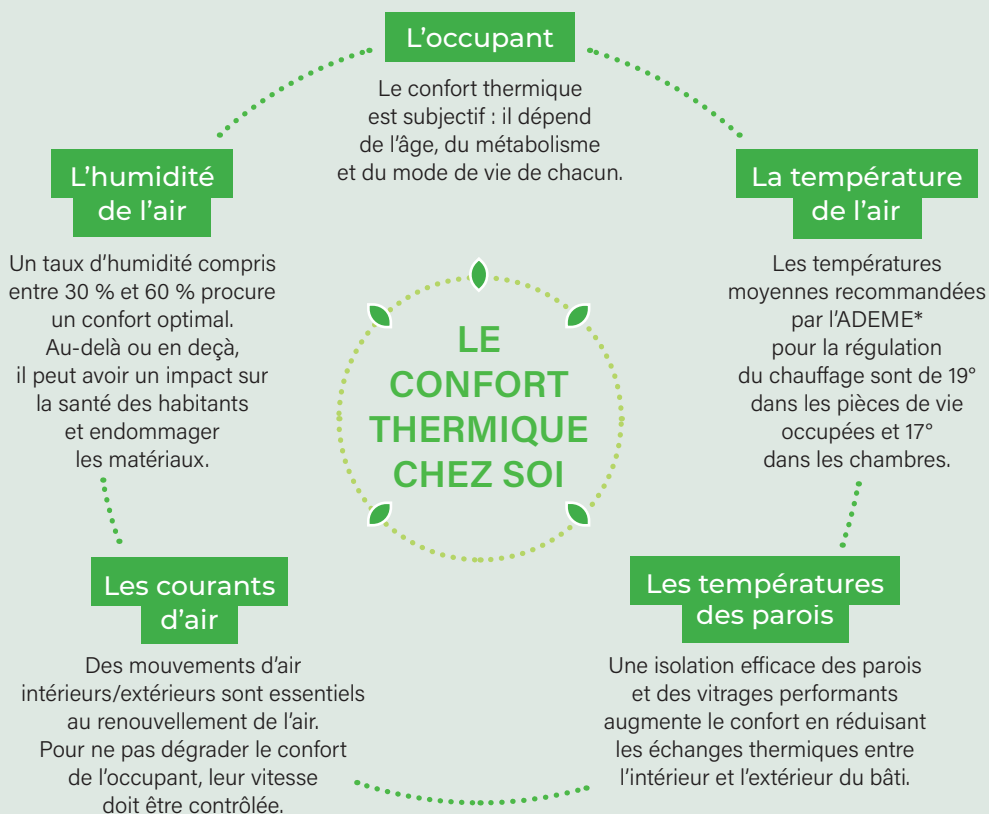 L'occupant
Le confort thermique
est subjectif : il dépend
de l'âge, du métabolisme
et du mode de vie de chacun.
L'humidité
de l'air
Un taux d'humidité compris
entre 30 % et 60 % procure
un confort optimal.
Au-delà ou en deçà,
il peut avoir un impact sur
la santé des habitants
et endommager
les matériaux.
La température
de l'air
Les températures
moyennes recommandées
par l'ADEME*
pour la régulation
du chauffage sont de 19°
dans les pièces de vie
occupées et 17°
dans les chambres.
LE
CONFORT
THERMIQUE
CHEZ SOI
Les courants
d'air
Des mouvements d'air
intérieurs/extérieurs sont essentiels
au renouvellement de l'air.
Pour ne pas dégrader le confort
de l'occupant, leur vitesse
doit être contrôlée.
Les températures
des parois
Une isolation efficace des parois
et des vitrages performants
augmente le confort en réduisant
les échanges thermiques entre
l'intérieur et l'extérieur du bâti.